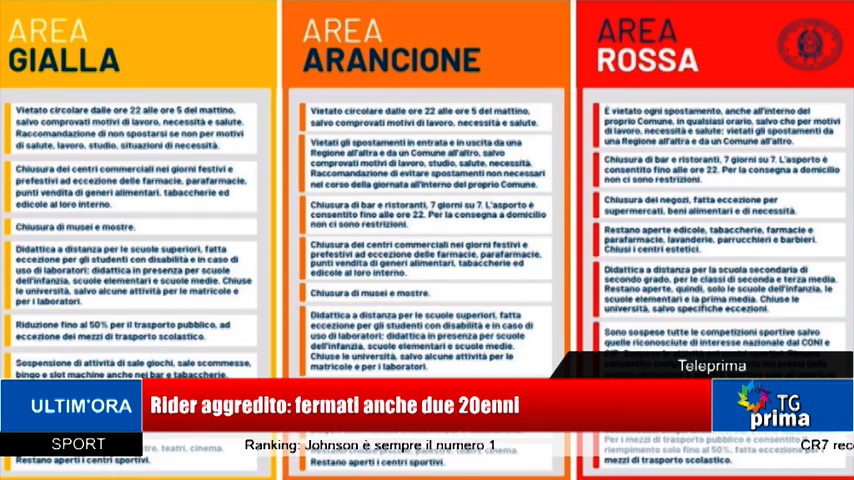 AREA
GIALLA
Vietato circolare dalle ore 22 alle ore 5 del mattino,
salvo comprovati motivi di lavoro, necessità e salute.
Raccomandazione di non spostarsi se non per motivi
di salute, lavoro, studio, situazioni di necessità.
Chiusura dei centri commerciali nei giorni festivi e
prefestivi ad eccezione delle farmacie, parafarmacie,
punti vendita di generi alimentari, tabaccherie ed
edicole al loro interno.
Chiusura di musei e mostre.
Didattica a distanza per le scuole superiori, fatta
eccezione per gli studenti con disabilità e in caso di
uso di laboratori; didattica in presenza per scuole
dell'infanzia, scuole elementari e scuole medie. Chiuse
le università, salvo alcune attività per le matricole e
per i laboratori.
Riduzione fino al 50% per il trasporto pubblico, ad
eccezione dei mezzi di trasporto scolastico.
Sospensione di attività di sale giochi, sale scommesse,
bingo e slot machine anche nei bar e tabaccherie.
teatri, cinema.
Restano aperti i centri sportivi.
AREA
ARANCIONE
Vietato circolare dalle ore 22 alle ore 5 del mattino,
salvo comprovati motivi di lavoro, necessità e salute.
Vietati gli spostamenti in entrata e in uscita da una
Regione all'altra e da un Comune all'altro, salvo
comprovati motivi di lavoro, studio, salute, necessità.
Raccomandazione di evitare spostamenti non necessari
nel corso della giornata all'interno del proprio Comune.
Chiusura di bar e ristoranti, 7 giorni su 7. L'asporto è
consentito fino alle ore 22. Per la consegna a domicilio
non ci sono restrizioni.
Chiusura dei centri commerciali nei giorni festivi e
prefestivi ad eccezione delle farmacie, parafarmacie,
punti vendita di generi alimentari, tabaccherie ed
edicole al loro interno.
Chiusura di musei e mostre.
Didattica a distanza per le scuole superiori, fatta
eccezione per gli studenti con disabilità e in caso di
uso di laboratori; didattica in presenza per scuole
dell'infanzia, scuole elementari e scuole medie.
Chiuse le università, salvo alcune attività per le
matricole e per i laboratori.
teatri, cinema.
Restano aperti i centri sportivi.
AREA
ROSSA
È vietato ogni spostamento, anche all'interno del
proprio Comune, in qualsiasi orario, salvo che per motivi
di lavoro, necessità e salute; vietati gli spostamenti da
una Regione all'altra e da un Comune all'altro.
Chiusura di bar e ristoranti, 7 giorni su 7. L'asporto è
consentito fino alle ore 22. Per la consegna a domicilio
non ci sono restrizioni.
Chiusura dei negozi, fatta eccezione per
supermercati, beni alimentari e di necessità.
Restano aperte edicole, tabaccherie, farmacie e
parafarmacie, lavanderie, parrucchieri e barbieri.
Chiusi i centri estetici.
Didattica a distanza per la scuola secondaria di
secondo grado, per le classi di seconda e terza media.
Restano aperte, quindi, solo le scuole dell'infanzia, le
scuole elementari e la prima media. Chiuse le
università, salvo specifiche eccezioni.
Sono sospese tutte le competizioni sportive salvo
quelle riconosciute di interesse nazionale dal CONI e
Per i mezzi di trasporto pubblico è consentito
riempimento solo fino al 50%, fatta eccezione per
mezzi di trasporto scolastico.
Teleprima
ULTIM'ORA
Rider aggredito: fermati anche due 20enni
TG
prima
SPORT
Ranking: Johnson è sempre il numero 1
CR7 reco